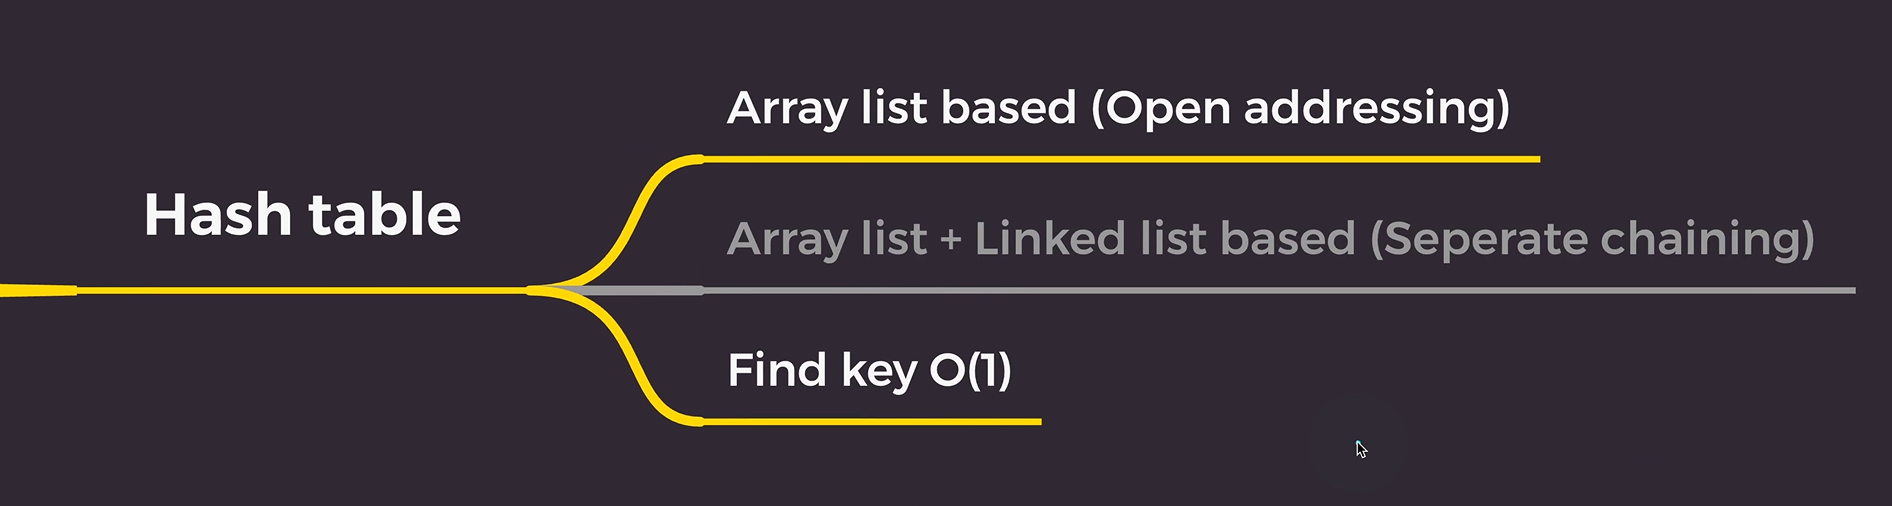 Array list based (Open addressing)
Hash table
Array list + Linked list based (Seperate chaining)
Find key O(1)